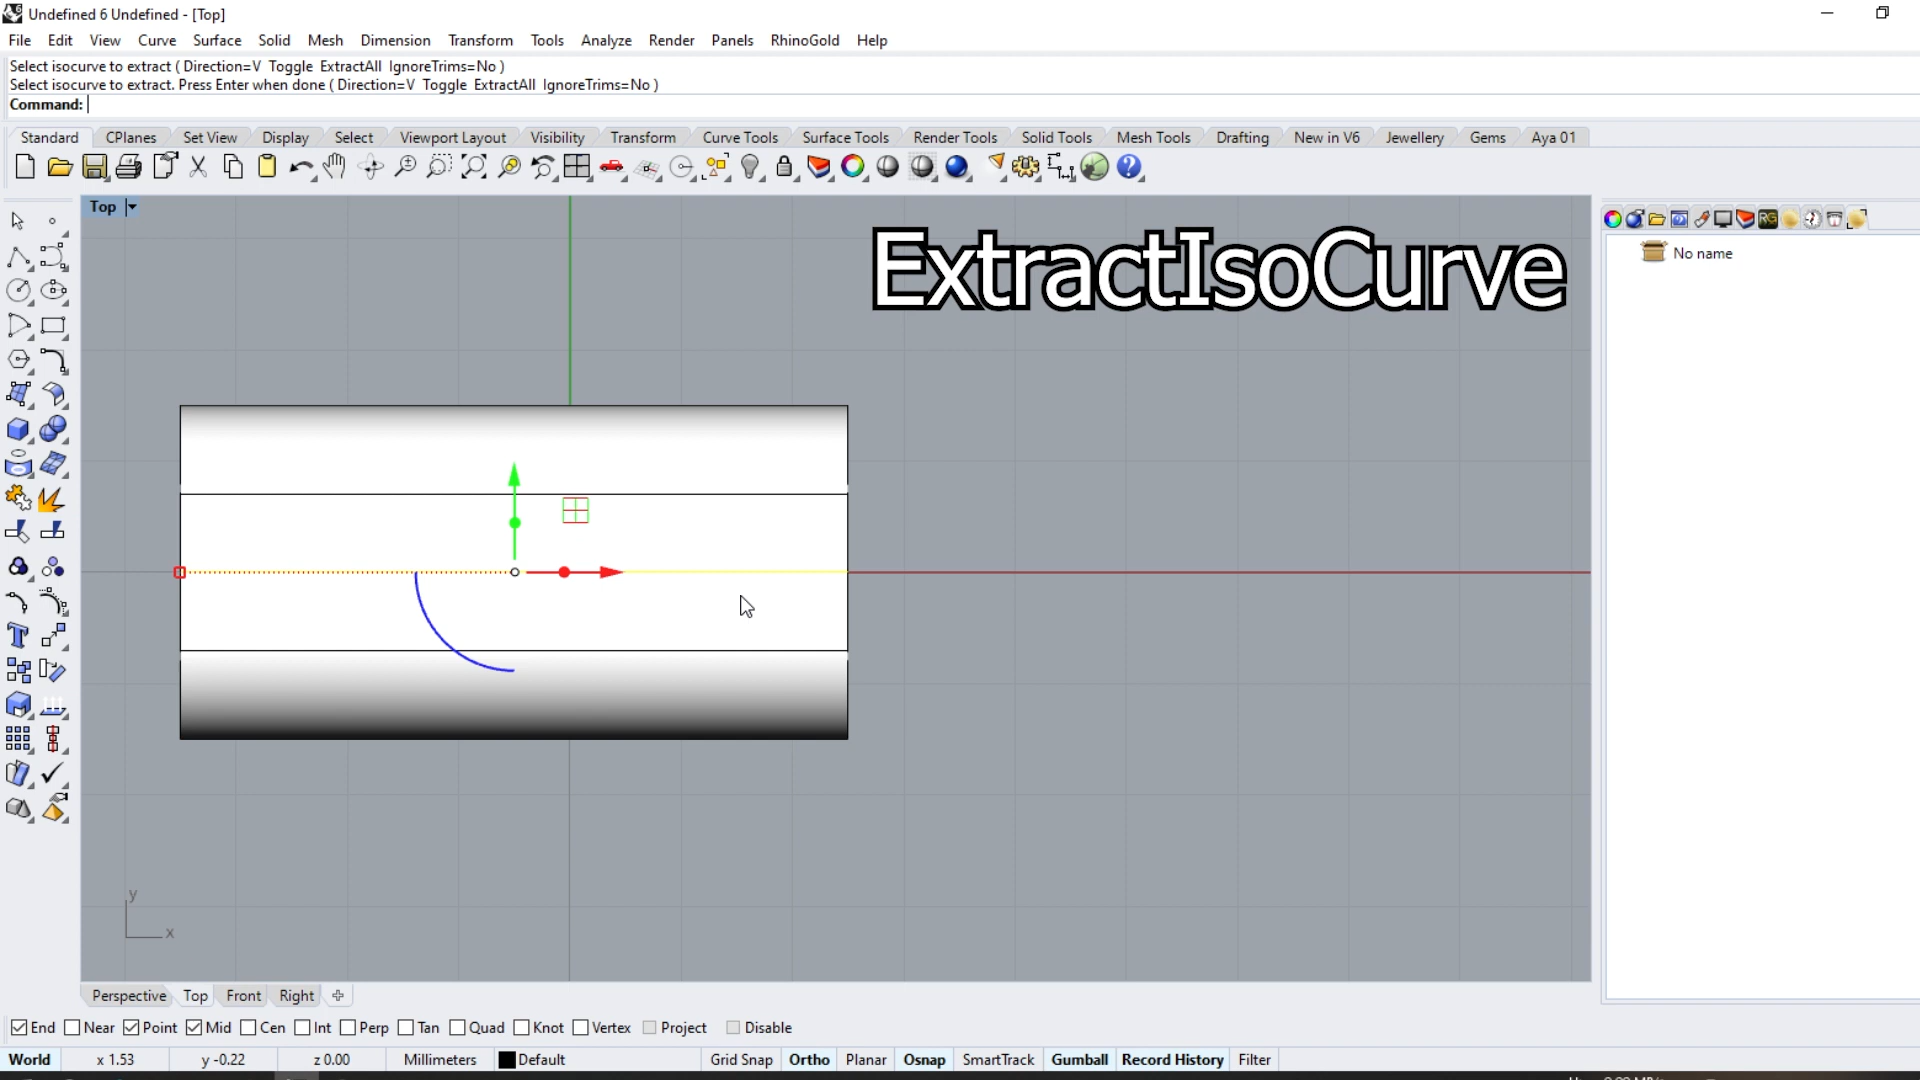 Undefined 6 Undefined - [Top]
File Edit View Curve Surface Solid Mesh Dimension Transform Tools Analyze Render Panels RhinoGold Help
Select isocurve to extract ( Direction=V Toggle ExtractAll IgnoreTrims=No )
Select isocurve to extract. Press Enter when done ( Direction=V Toggle ExtractAll IgnoreTrims=No )
Command:
Standard CPlanes Set View Display Select Viewport Layout Visibility Transform Curve Tools Surface Tools Render Tools Solid Tools Mesh Tools Drafting New in V6 Jewellery Gems Aya 01
Top
RG
ExtractIsoCurve
No name
y
x
Perspective Top Front Right
End Near Point Mid Cen Int Perp Tan Quad Knot Vertex Project Disable
World x 1.53 y -0.22 z 0.00 Millimeters Default Grid Snap Ortho Planar Osnap SmartTrack Gumball Record History Filter